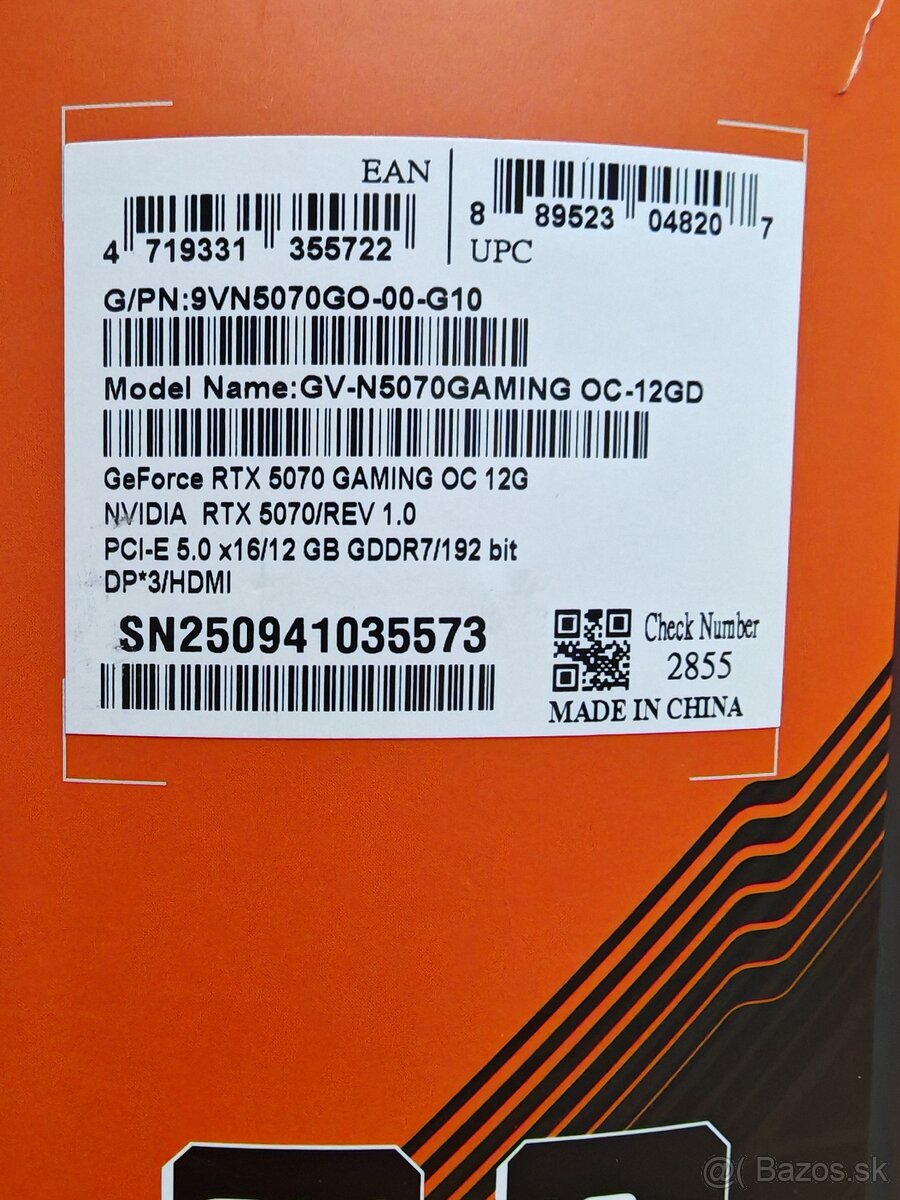 EAN
4 719331 355722
8 89523 04820 7
UPC
G/PN:9VN5070GO-00-G10
Model Name:GV-N5070GAMING OC-12GD
GeForce RTX 5070 GAMING OC 12G
NVIDIA RTX 5070/REV 1.0
PCI-E 5.0 x16/12 GB GDDR7/192 bit
DP*3/HDMI
SN250941035573
Check Number
2855
MADE IN CHINA
@( Bazos.sk